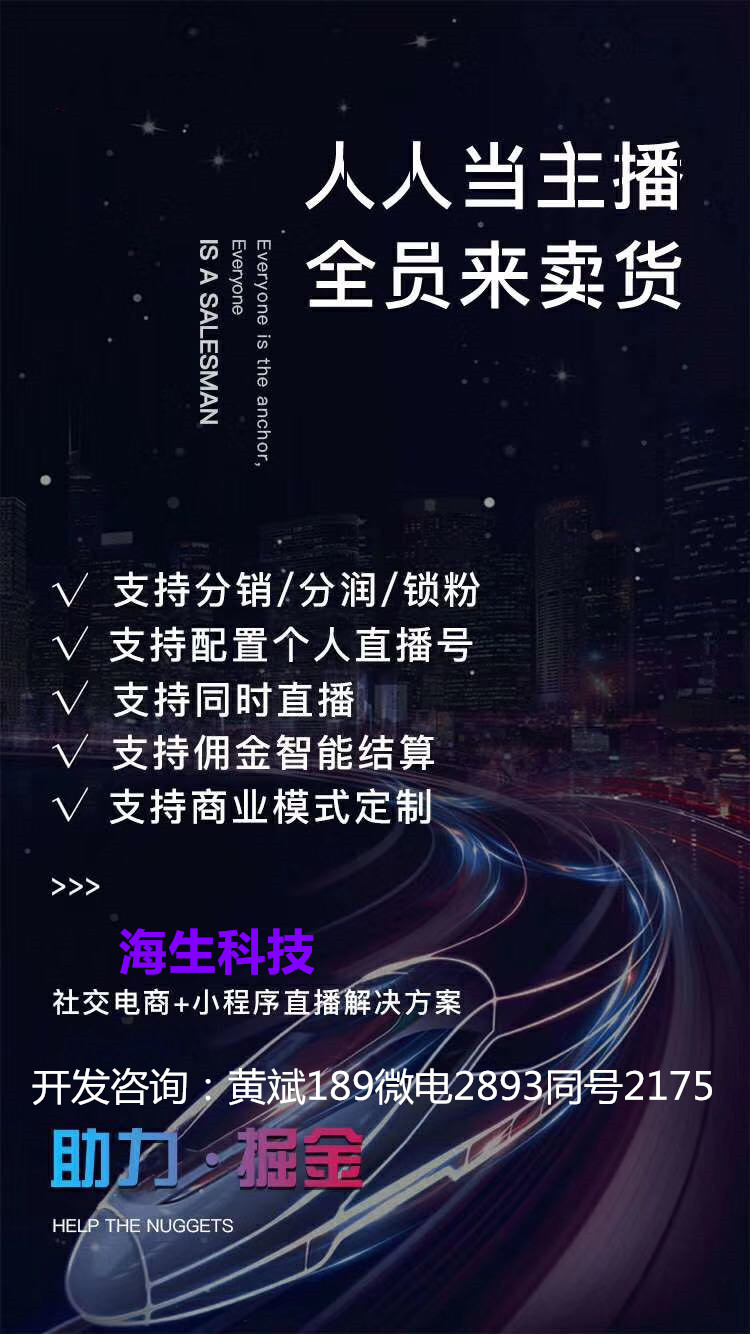 人人当主播
全员来卖货
Everyone is the anchor,
Everyone
IS A SALESMAN
√ 支持分销/分润/锁粉
√ 支持配置个人直播号
√ 支持同时直播
√ 支持佣金智能结算
√ 支持商业模式定制
>>>
海生科技
社交电商+小程序直播解决方案
开发咨询：黄斌189微电2893同号2175
助力·掘金
HELP THE NUGGETS